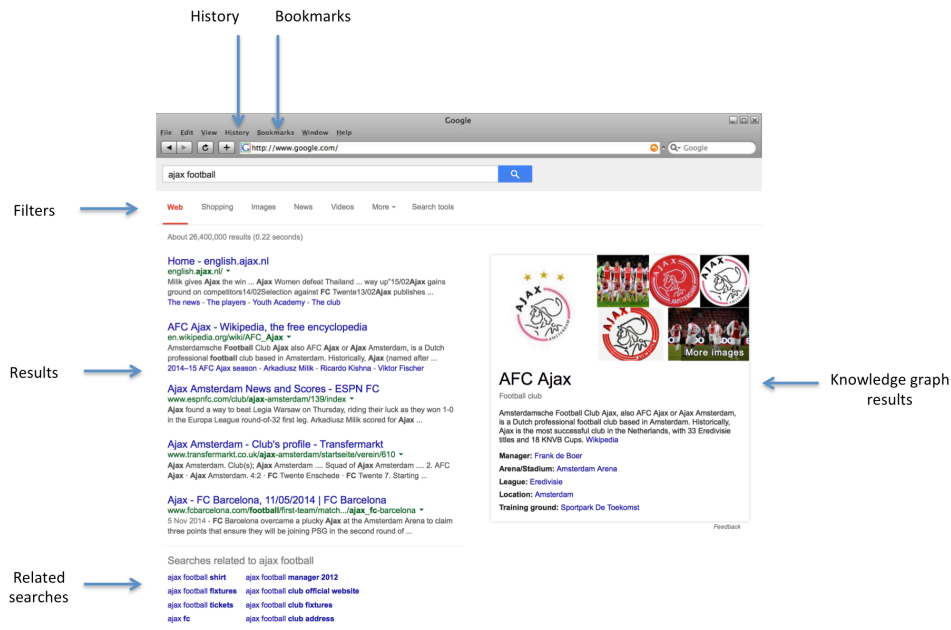 History
Bookmarks
Google
File Edit View History Bookmarks Window Help
http://www.google.com/
Google
ajax football
Filters
Web Shopping Images News Videos More Search tools
About 26,400,000 results (0.22 seconds)
Home - english.ajax.nl
english.ajax.nl/
Milik gives Ajax the win ... Ajax Women defeat Thailand ... way up"15/02Ajax gains
ground on competitors14/02Selection against FC Twente13/02Ajax publishes ...
The news - The players - Youth Academy - The club
AFC Ajax - Wikipedia, the free encyclopedia
en.wikipedia.org/wiki/AFC_Ajax
Amsterdamsche Football Club Ajax also AFC Ajax or Ajax Amsterdam, is a Dutch
professional football club based in Amsterdam. Historically, Ajax (named after ...
2014–15 AFC Ajax season - Arkadiusz Milik - Ricardo Kishna - Viktor Fischer
Results
Ajax Amsterdam News and Scores - ESPN FC
www.espnfc.com/club/ajax-amsterdam/139/index
Ajax found a way to beat Legia Warsaw on Thursday, riding their luck as they won 1-0
in the Europa League round-of-32 first leg. Arkadiusz Milik scored for Ajax ...
Ajax Amsterdam - Club's profile - Transfermarkt
www.transfermarkt.co.uk/ajax-amsterdam/startseite/verein/610
Ajax Amsterdam. Club(s); Ajax Amsterdam .... Squad of Ajax Amsterdam .... 2. AFC
Ajax · Ajax Amsterdam. 4:2 · FC Twente Enschede · FC Twente 7. Starting ...
Ajax - FC Barcelona, 11/05/2014 | FC Barcelona
www.fcbarcelona.com/football/first-team/match.../ajax_fc-barcelona
5 Nov 2014 - FC Barcelona overcame a plucky Ajax at the Amsterdam Arena to claim
three points that ensure they will be joining PSG in the second round of ...
AJAX
AJAX
AMSTERDAM
AJAX
AJAX
More images
AFC Ajax
Football club
Amsterdamsche Football Club Ajax, also AFC Ajax or Ajax Amsterdam,
is a Dutch professional football club based in Amsterdam. Historically,
Ajax is the most successful club in the Netherlands, with 33 Eredivisie
titles and 18 KNVB Cups. Wikipedia
Manager: Frank de Boer
Arena/Stadium: Amsterdam Arena
League: Eredivisie
Location: Amsterdam
Training ground: Sportpark De Toekomst
Feedback
Knowledge graph
results
Related
searches
Searches related to ajax football
ajax football shirt ajax football manager 2012
ajax football fixtures ajax football club official website
ajax football tickets ajax football club fixtures
ajax fc ajax football club address